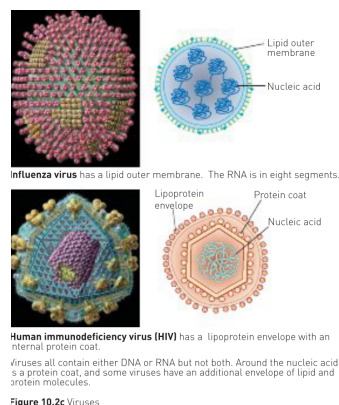 Lipid outer
membrane
Nucleic acid
Influenza virus has a lipid outer membrane. The RNA is in eight segments.
Lipoprotein
envelope
Protein coat
Nucleic acid
Human immunodeficiency virus (HIV) has a lipoprotein envelope with an
internal protein coat.
Viruses all contain either DNA or RNA but not both. Around the nucleic acid
is a protein coat, and some viruses have an additional envelope of lipid and
protein molecules.
Figure 10.2c Viruses